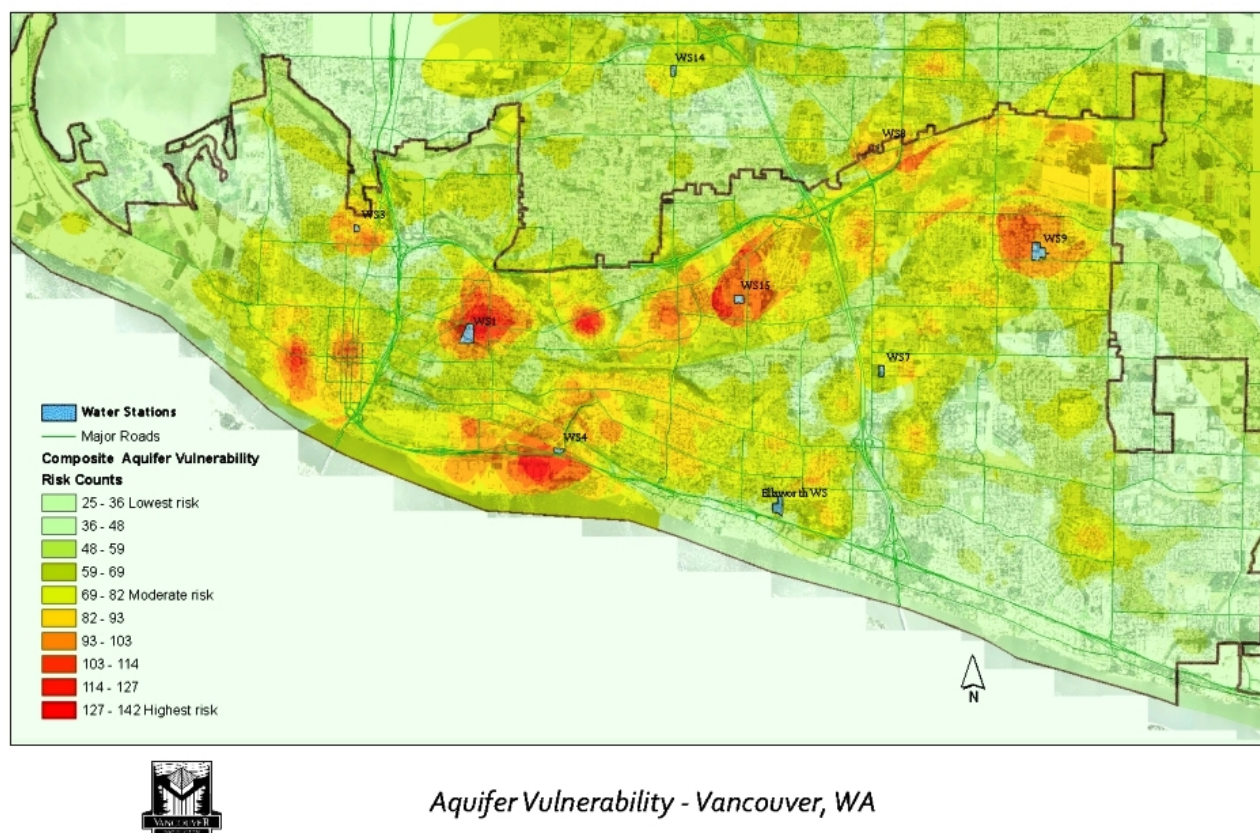 WS14
WS8
WS3
WS9
WS15
WS1
WS7
WS4
Ellsworth WS
Water Stations
Major Roads
Composite Aquifer Vulnerability
Risk Counts
25 - 36 Lowest risk
36 - 48
48 - 59
59 - 69
69 - 82 Moderate risk
82 - 93
93 - 103
103 - 114
114 - 127
127 - 142 Highest risk
N
VANCOUVER
Aquifer Vulnerability - Vancouver, WA